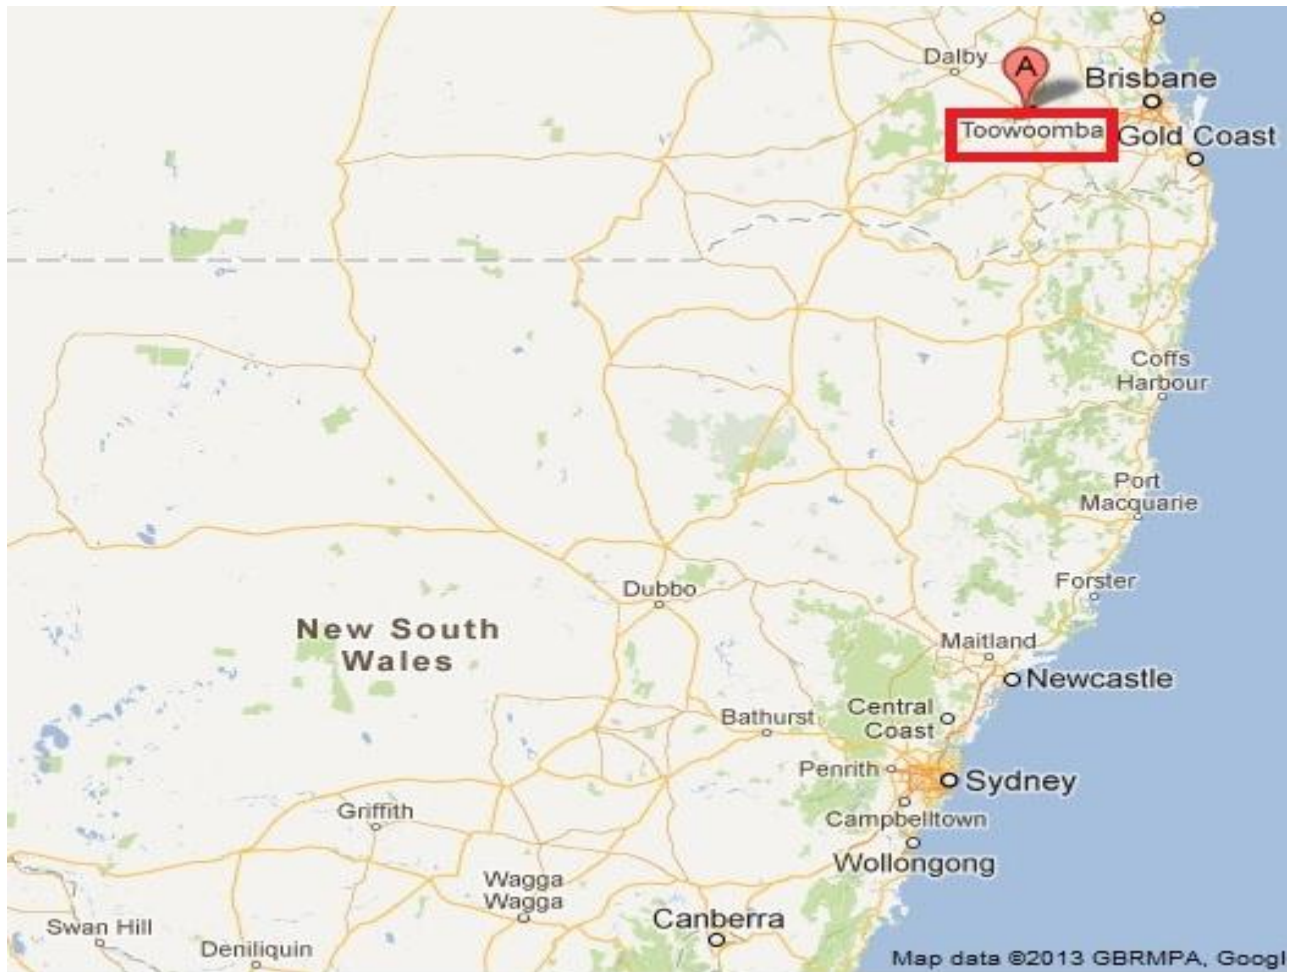 Dalby
A
Brisbane
Toowoomba
Gold Coast
Coffs
Harbour
Port
Macquarie
Forster
Dubbo
New South
Wales
Maitland
Newcastle
Central
Coast
Bathurst
Penrith
Sydney
Griffith
Campbelltown
Wollongong
Wagga
Wagga
Canberra
Swan Hill
Deniliquin
Map data ©2013 GBRMPA, Googl